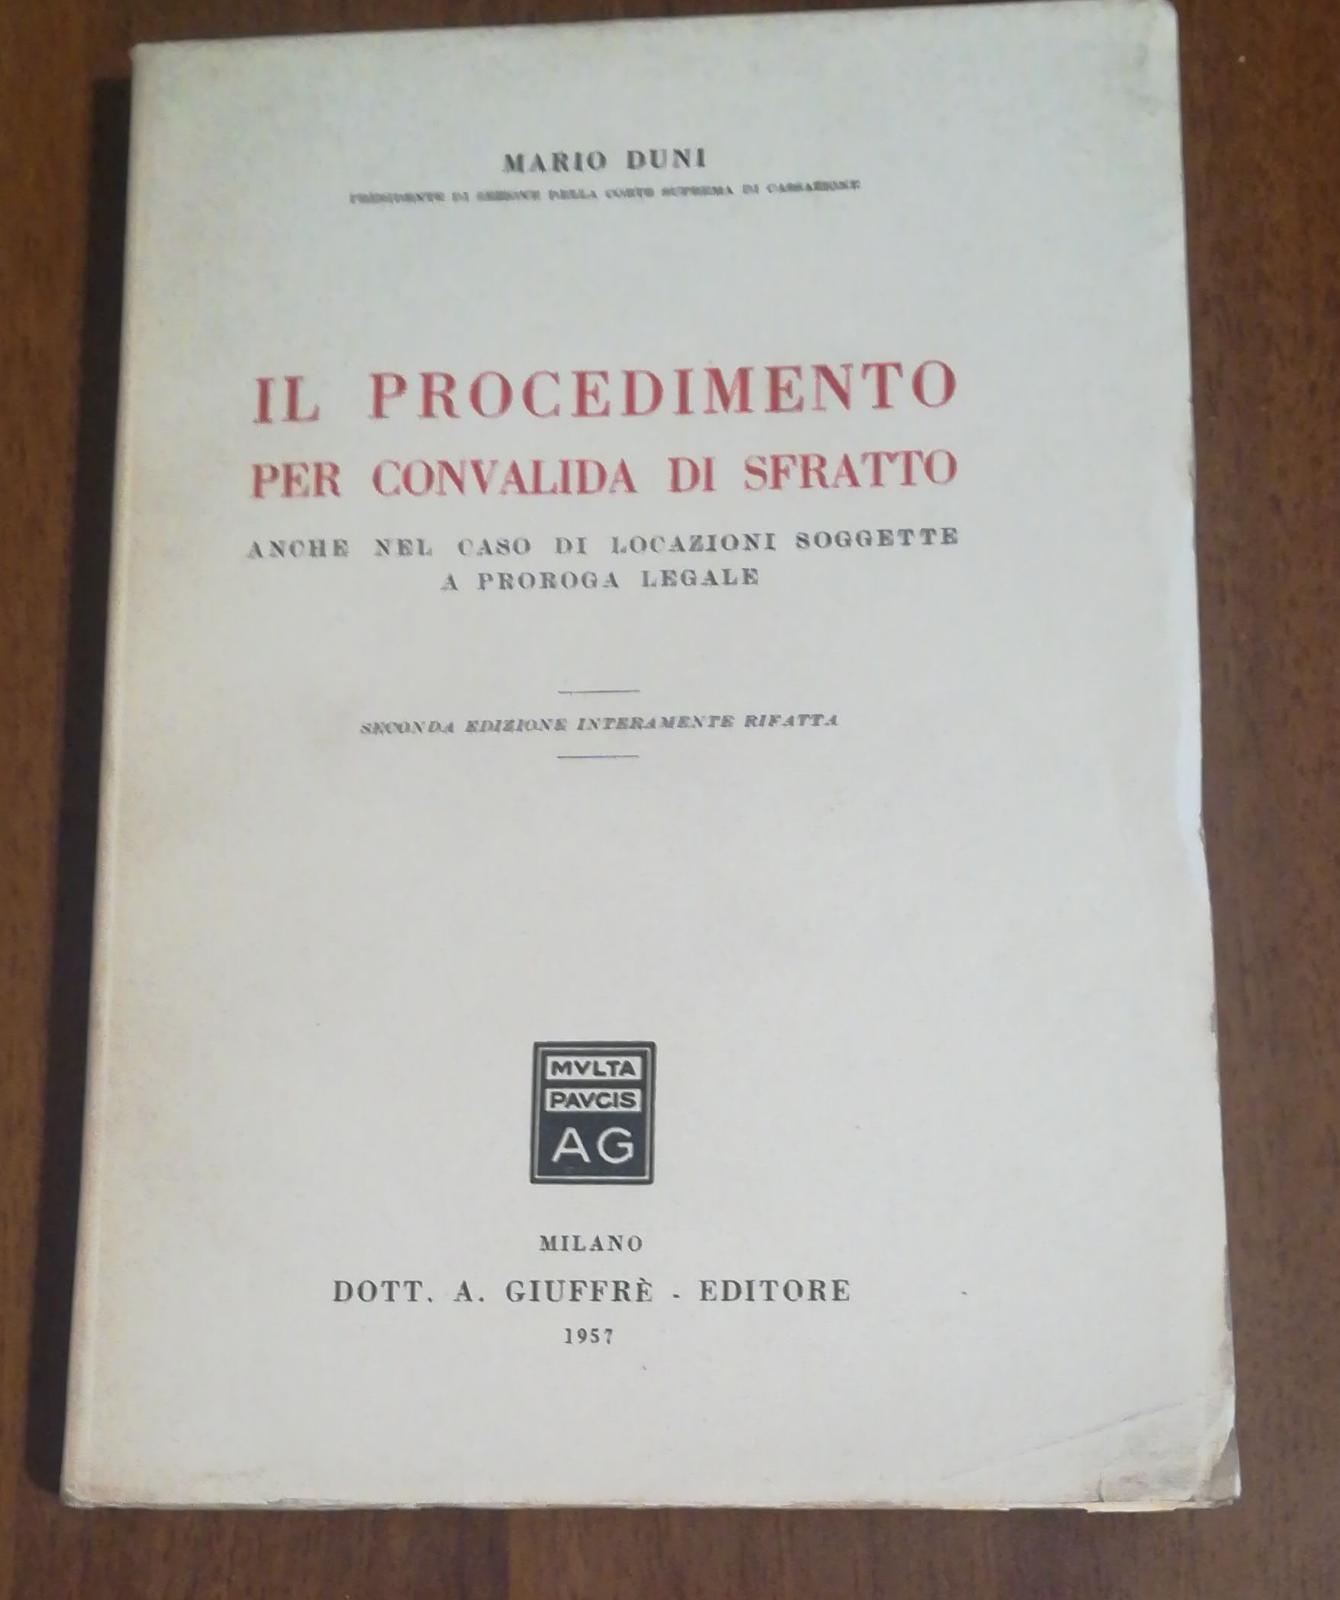 MARIO DUNI
PRESIDENTE DI SEZIONE DELLA CORTE SUPREMA DI CASSAZIONE
IL PROCEDIMENTO
PER CONVALIDA DI SFRATTO
ANCHE NEL CASO DI LOCAZIONI SOGGETTE
A PROROGA LEGALE
SECONDA EDIZIONE INTERAMENTE RIFATTA
MVLTA
PAVCIS
AG
MILANO
DOTT. A. GIUFFRÈ - EDITORE
1957